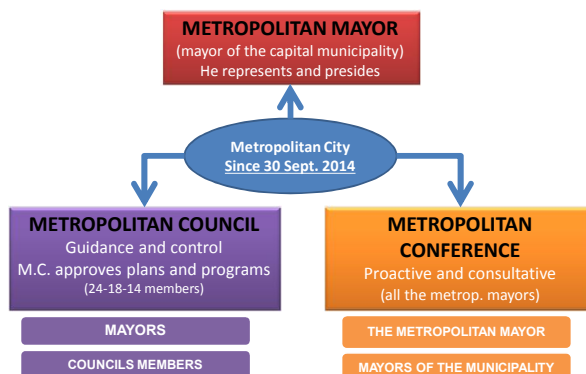 METROPOLITAN MAYOR
(mayor of the capital municipality)
He represents and presides
Metropolitan City
Since 30 Sept. 2014
METROPOLITAN COUNCIL
Guidance and control
M.C. approves plans and programs
(24-18-14 members)
MAYORS
COUNCILS MEMBERS
METROPOLITAN
CONFERENCE
Proactive and consultative
(all the metrop. mayors)
THE METROPOLITAN MAYOR
MAYORS OF THE MUNICIPALITY